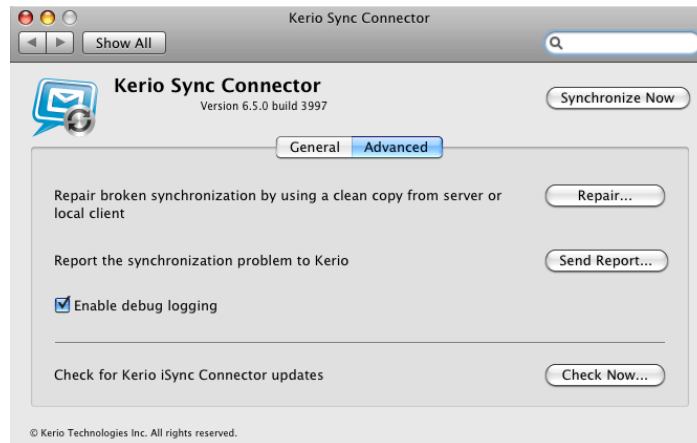 Kerio Sync Connector
Show All
Kerio Sync Connector
Version 6.5.0 build 3997
Synchronize Now
General Advanced
Repair broken synchronization by using a clean copy from server or
local client
Repair...
Report the synchronization problem to Kerio
Send Report...
Enable debug logging
Check for Kerio iSync Connector updates
Check Now...
© Kerio Technologies Inc. All rights reserved.